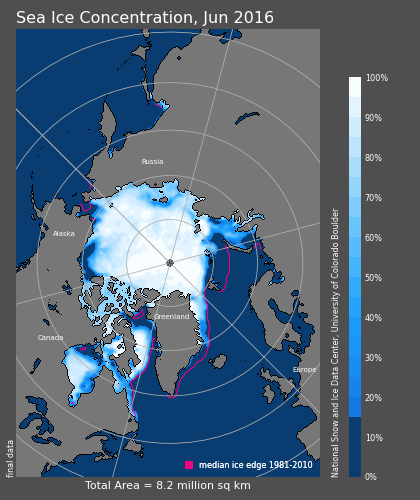 Sea Ice Concentration, Jun 2016
Russia
Alaska
Greenland
Canada
Europe
median ice edge 1981-2010
final data
Total Area = 8.2 million sq km
100%
90%
80%
70%
60%
50%
40%
30%
20%
10%
0%
National Snow and Ice Data Center, University of Colorado Boulder